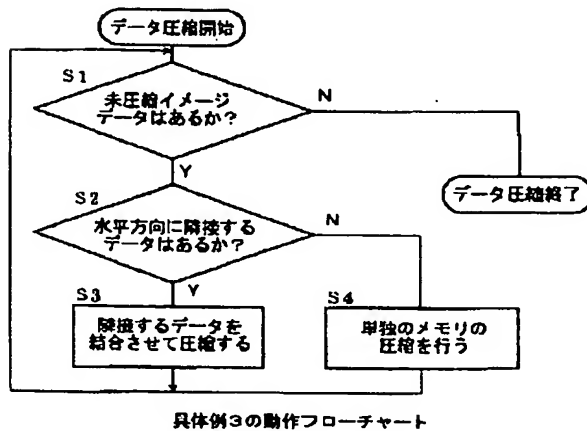 データ圧縮開始
S1
未圧縮イメージ
データはあるか?
N
Y
データ圧縮終了
S2
水平方向に隣接する
データはあるか?
N
Y
S3
隣接するデータを
結合させて圧縮する
S4
単独のメモリの
圧縮を行う
具体例3の動作フローチャート